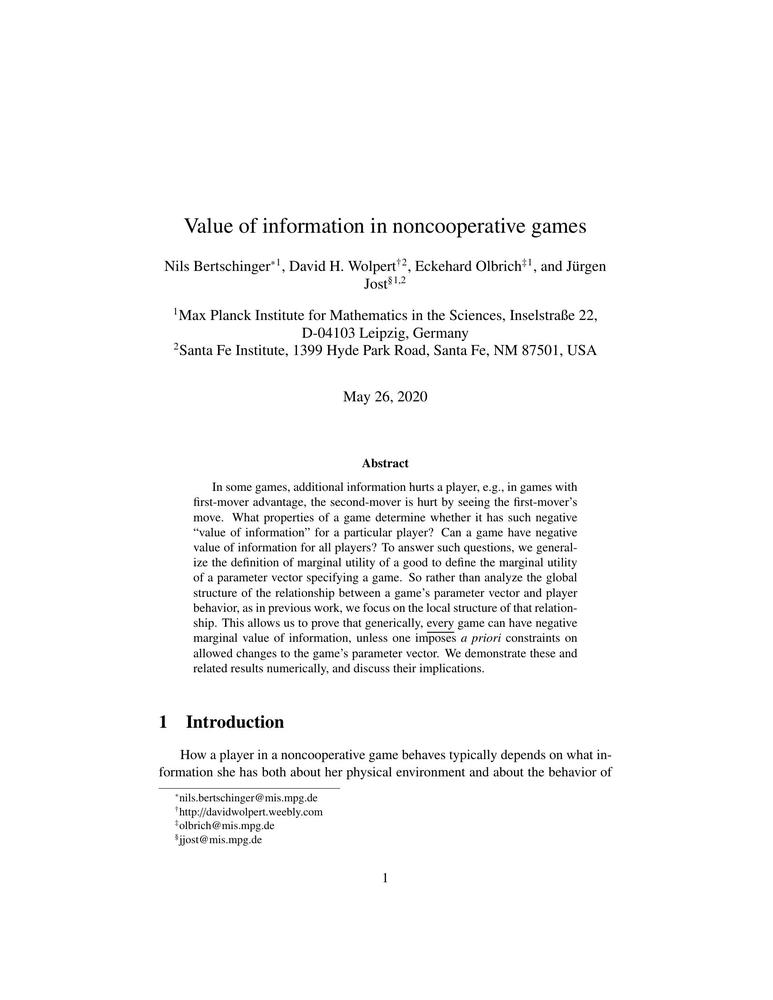 Value of information in noncooperative games
Nils Bertschinger*1, David H. Wolpert†2, Eckehard Olbrich‡1, and Jürgen
Jost§1,2
1Max Planck Institute for Mathematics in the Sciences, Inselstraße 22,
D-04103 Leipzig, Germany
2Santa Fe Institute, 1399 Hyde Park Road, Santa Fe, NM 87501, USA
May 26, 2020
Abstract
In some games, additional information hurts a player, e.g., in games with
first-mover advantage, the second-mover is hurt by seeing the first-mover's
move. What properties of a game determine whether it has such negative
“value of information” for a particular player? Can a game have negative
value of information for all players? To answer such questions, we general-
ize the definition of marginal utility of a good to define the marginal utility
of a parameter vector specifying a game. So rather than analyze the global
structure of the relationship between a game's parameter vector and player
behavior, as in previous work, we focus on the local structure of that relation-
ship. This allows us to prove that generically, every game can have negative
marginal value of information, unless one imposes a priori constraints on
allowed changes to the game's parameter vector. We demonstrate these and
related results numerically, and discuss their implications.
1 Introduction
How a player in a noncooperative game behaves typically depends on what in-
formation she has both about her physical environment and about the behavior of
*nils.bertschinger@mis.mpg.de
†http://davidwolpert.weebly.com
‡olbrich@mis.mpg.de
§jjost@mis.mpg.de
1